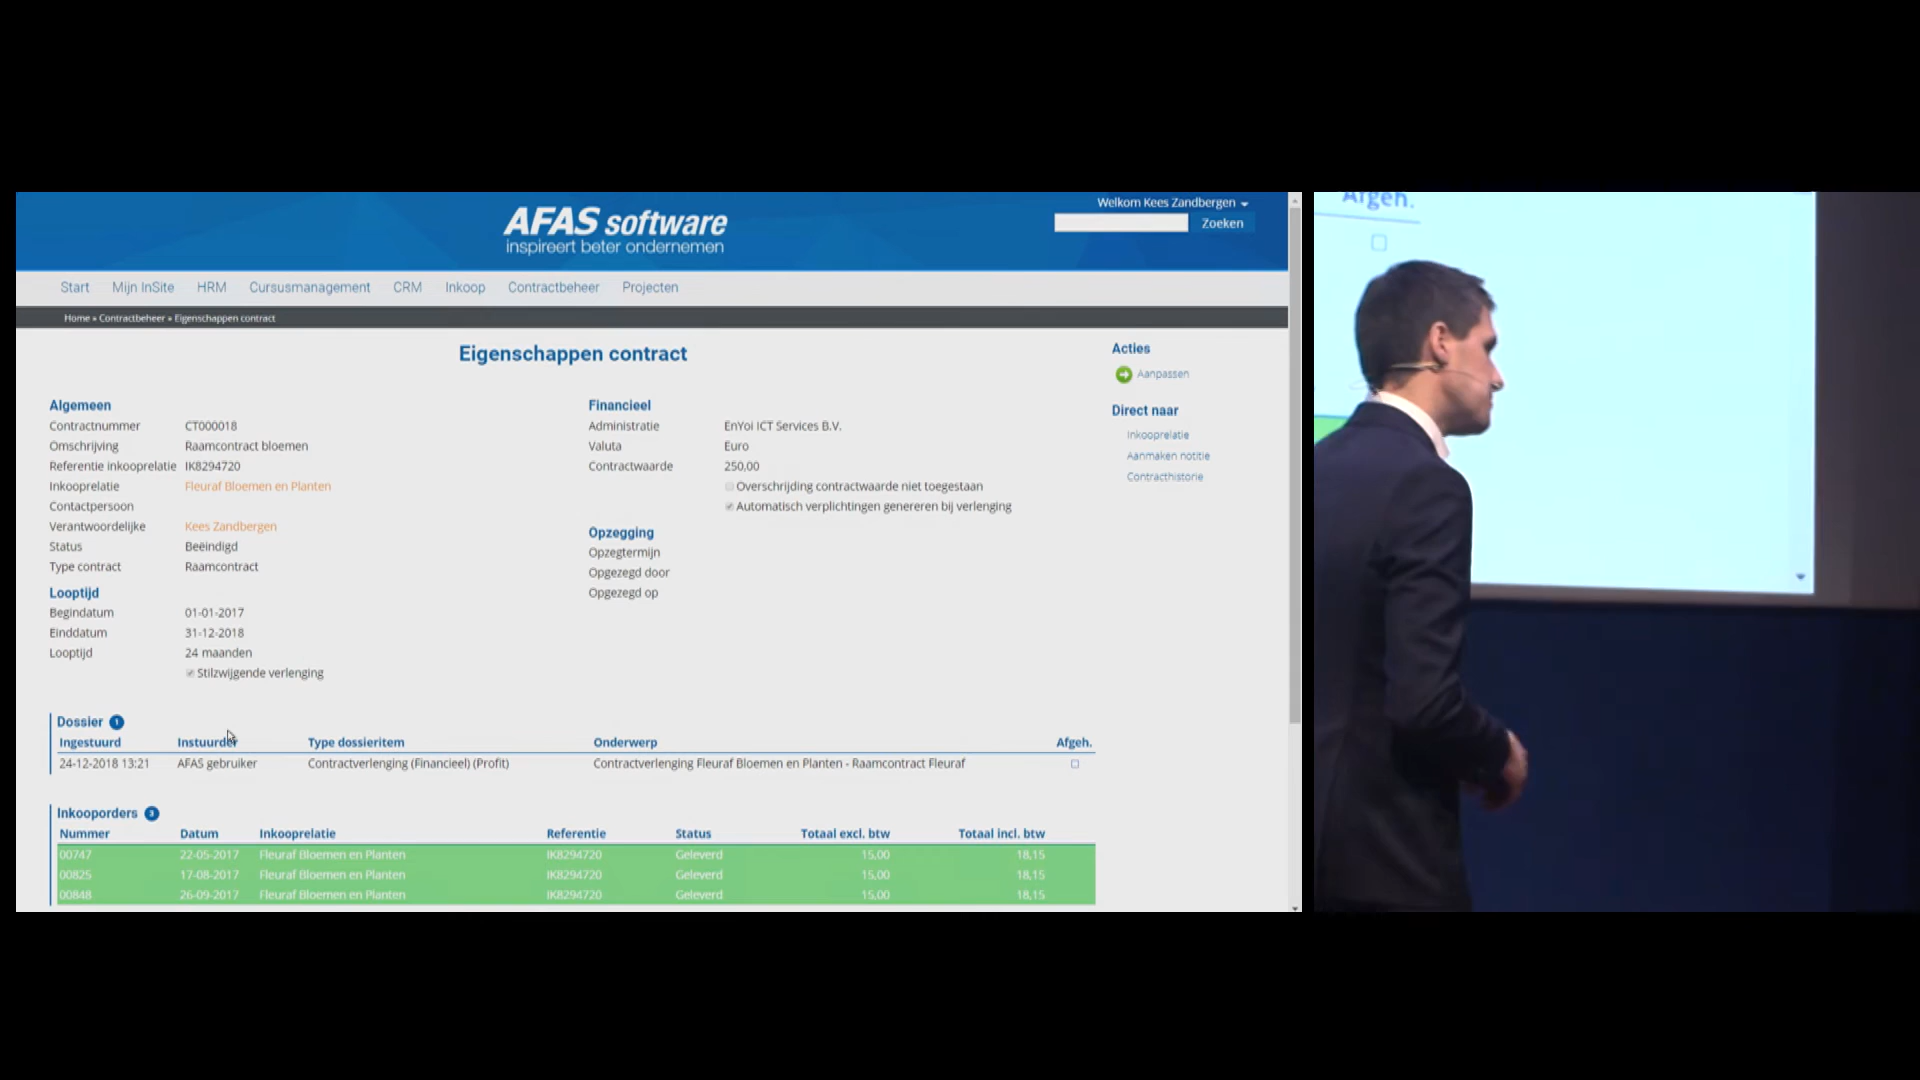 Welkom Kees Zandbergen
AFAS software
inspireert beter ondernemen
Zoeken
Start Mijn InSite HRM Cursusmanagement CRM Inkoop Contractbeheer Projecten
Home » Contractbeheer » Eigenschappen contract
Eigenschappen contract
Algemeen
Contractnummer CT000018
Omschrijving Raamcontract bloemen
Referentie inkooprelatie IK8294720
Inkooprelatie Fleuraf Bloemen en Planten
Contactpersoon
Verantwoordelijke Kees Zandbergen
Status Beëindigd
Type contract Raamcontract
Looptijd
Begindatum 01-01-2017
Einddatum 31-12-2018
Looptijd 24 maanden
Stilzwijgende verlenging
Financieel
Administratie EnYoi ICT Services B.V.
Valuta Euro
Contractwaarde 250,00
Overschrijding contractwaarde niet toegestaan
Automatisch verplichtingen genereren bij verlenging
Opzegging
Opzegtermijn
Opgezegd door
Opgezegd op
Acties
Aanpassen
Direct naar
Inkooprelatie
Aanmaken notitie
Contracthistorie
Dossier 1
Ingestuurd Instuurder Type dossieritem Onderwerp Afgeh.
24-12-2018 13:21 AFAS gebruiker Contractverlenging (Financieel) (Profit) Contractverlenging Fleuraf Bloemen en Planten - Raamcontract Fleuraf
Inkooporders 3
Nummer Datum Inkooprelatie Referentie Status Totaal excl. btw Totaal incl. btw
00747 22-05-2017 Fleuraf Bloemen en Planten IK8294720 Geleverd 15,00 18,15
00825 17-08-2017 Fleuraf Bloemen en Planten IK8294720 Geleverd 15,00 18,15
00848 26-09-2017 Fleuraf Bloemen en Planten IK8294720 Geleverd 15,00 18,15
Afgeh.